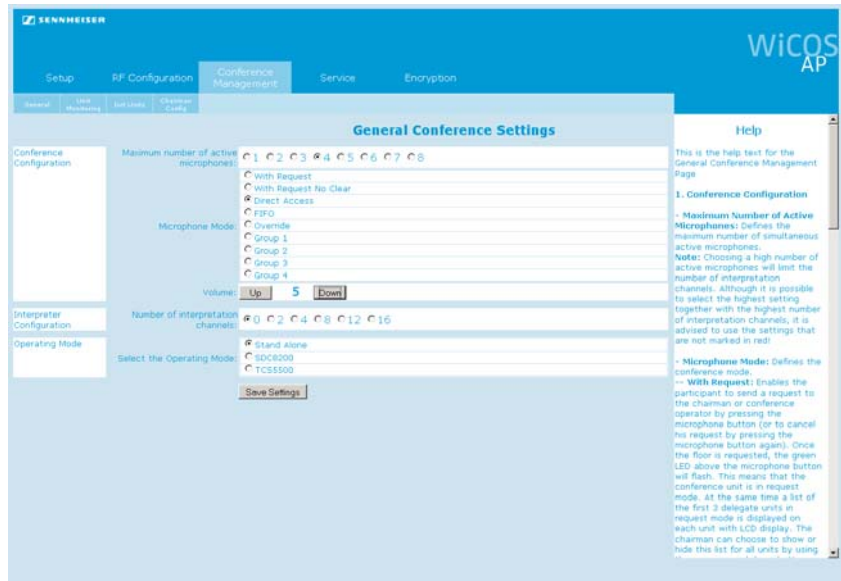 SENNHEISER
WiCOS
AP
Setup RF Configuration Conference Management Service Encryption
General Unit Monitoring Exit Limits Chairman Config
General Conference Settings
Conference Configuration
Maximum number of active microphones: 1 2 3 4 5 6 7 8
Microphone Mode:
With Request
With Request No Clear
Direct Access
FIFO
Override
Group 1
Group 2
Group 3
Group 4
Volume: Up 5 Down
Interpreter Configuration
Number of interpretation channels: 0 2 4 8 12 16
Operating Mode
Select the Operating Mode:
Stand Alone
SDC8200
TCS5500
Save Settings
Help
This is the help text for the
General Conference Management
Page
1. Conference Configuration
- Maximum Number of Active
Microphones: Defines the
maximum number of simultaneous
active microphones.
Note: Choosing a high number of
active microphones will limit the
number of interpretation
channels. Although it is possible
to select the highest setting
together with the highest number
of interpretation channels, it is
advised to use the settings that
are not marked in red!
- Microphone Mode: Defines the
conference mode.
-- With Request: Enables the
participant to send a request to
the chairman or conference
operator by pressing the
microphone button (or to cancel
his request by pressing the
microphone button again). Once
the floor is requested, the green
LED above the microphone button
will flash. This means that the
conference unit is in request
mode. At the same time a list of
the first 3 delegate units in
request mode is displayed on
each unit with LCD display. The
chairman can choose to show or
hide this list for all units by using